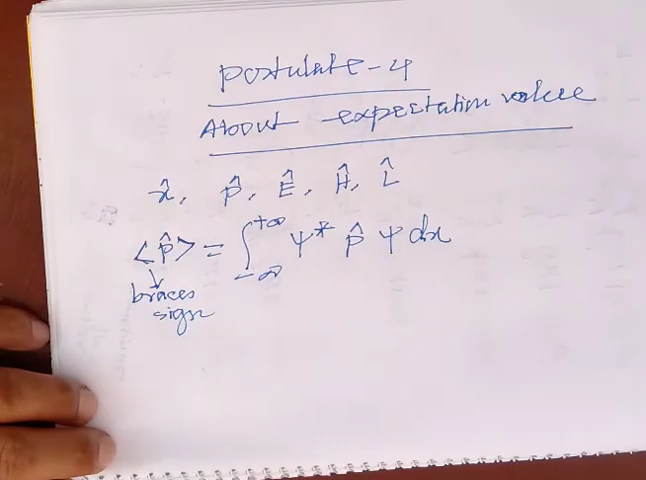 Postulate-4
About expectation value
x̂, p̂, Ê, Ĥ, L̂
<p̂> = ∫_{-∞}^{+∞} ψ* p̂ ψ dx
braces
sign